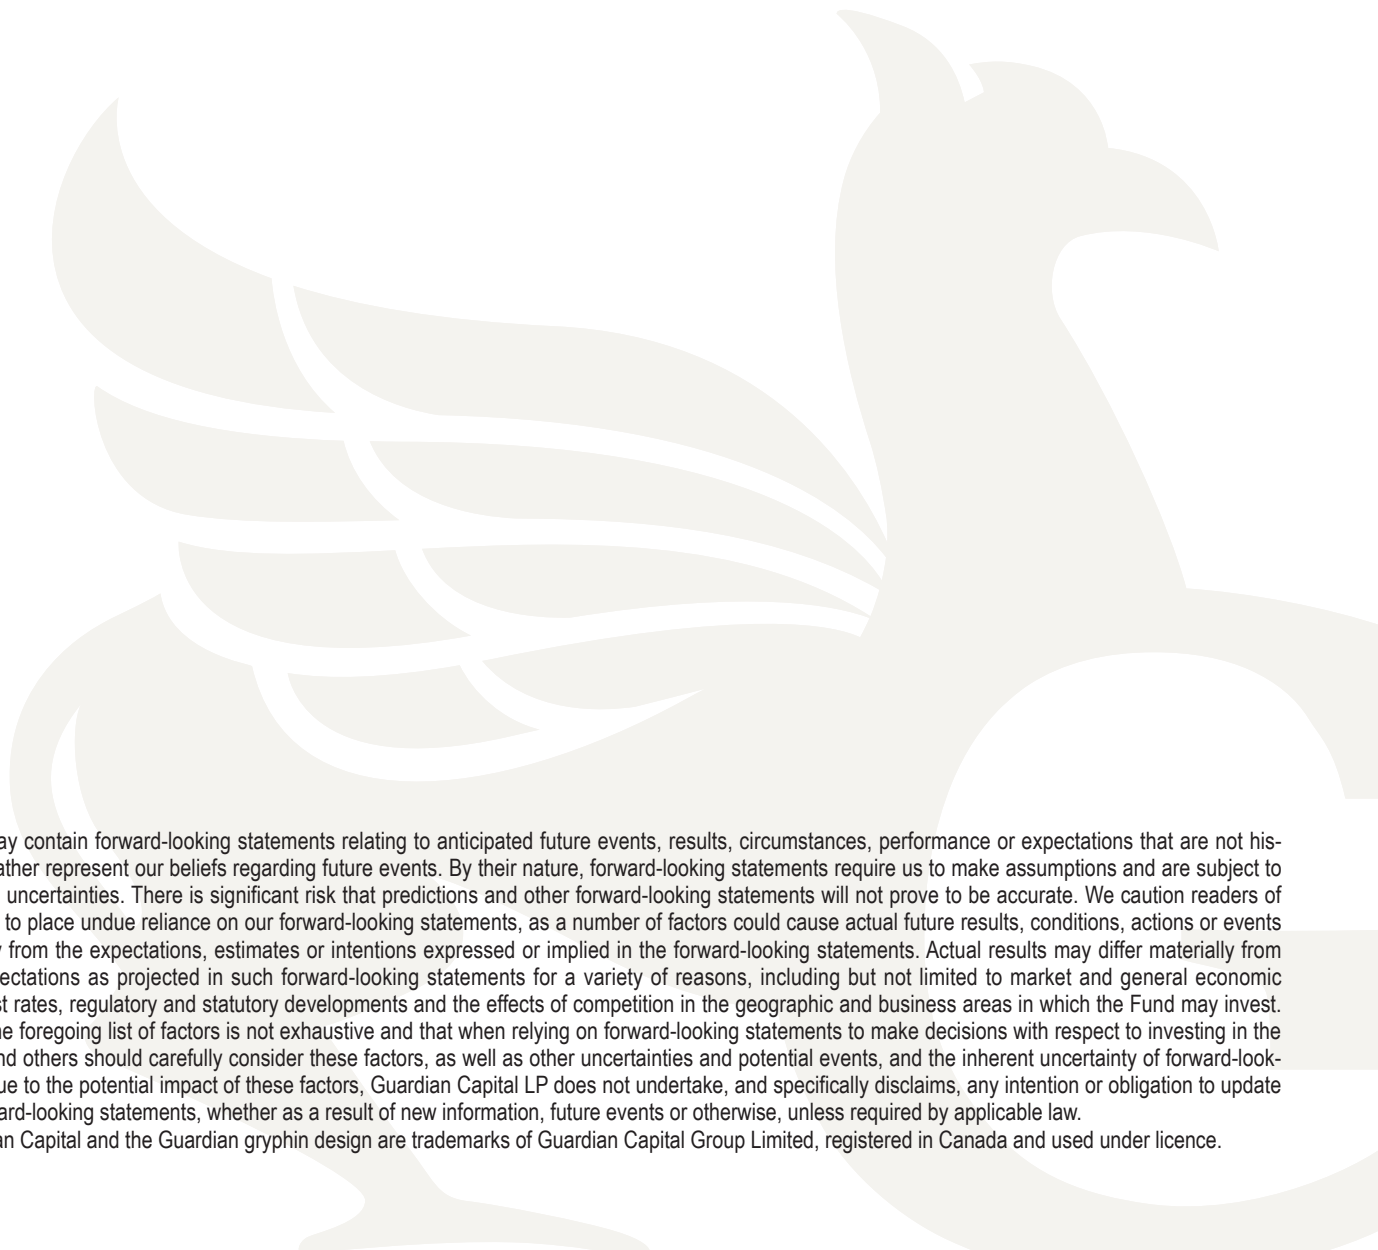 ay contain forward-looking statements relating to anticipated future events, results, circumstances, performance or expectations that are not his-
ather represent our beliefs regarding future events. By their nature, forward-looking statements require us to make assumptions and are subject to
uncertainties. There is significant risk that predictions and other forward-looking statements will not prove to be accurate. We caution readers of
to place undue reliance on our forward-looking statements, as a number of factors could cause actual future results, conditions, actions or events
y from the expectations, estimates or intentions expressed or implied in the forward-looking statements. Actual results may differ materially from
ectations as projected in such forward-looking statements for a variety of reasons, including but not limited to market and general economic
st rates, regulatory and statutory developments and the effects of competition in the geographic and business areas in which the Fund may invest.
he foregoing list of factors is not exhaustive and that when relying on forward-looking statements to make decisions with respect to investing in the
nd others should carefully consider these factors, as well as other uncertainties and potential events, and the inherent uncertainty of forward-look-
ue to the potential impact of these factors, Guardian Capital LP does not undertake, and specifically disclaims, any intention or obligation to update
ard-looking statements, whether as a result of new information, future events or otherwise, unless required by applicable law.
an Capital and the Guardian gryphin design are trademarks of Guardian Capital Group Limited, registered in Canada and used under licence.